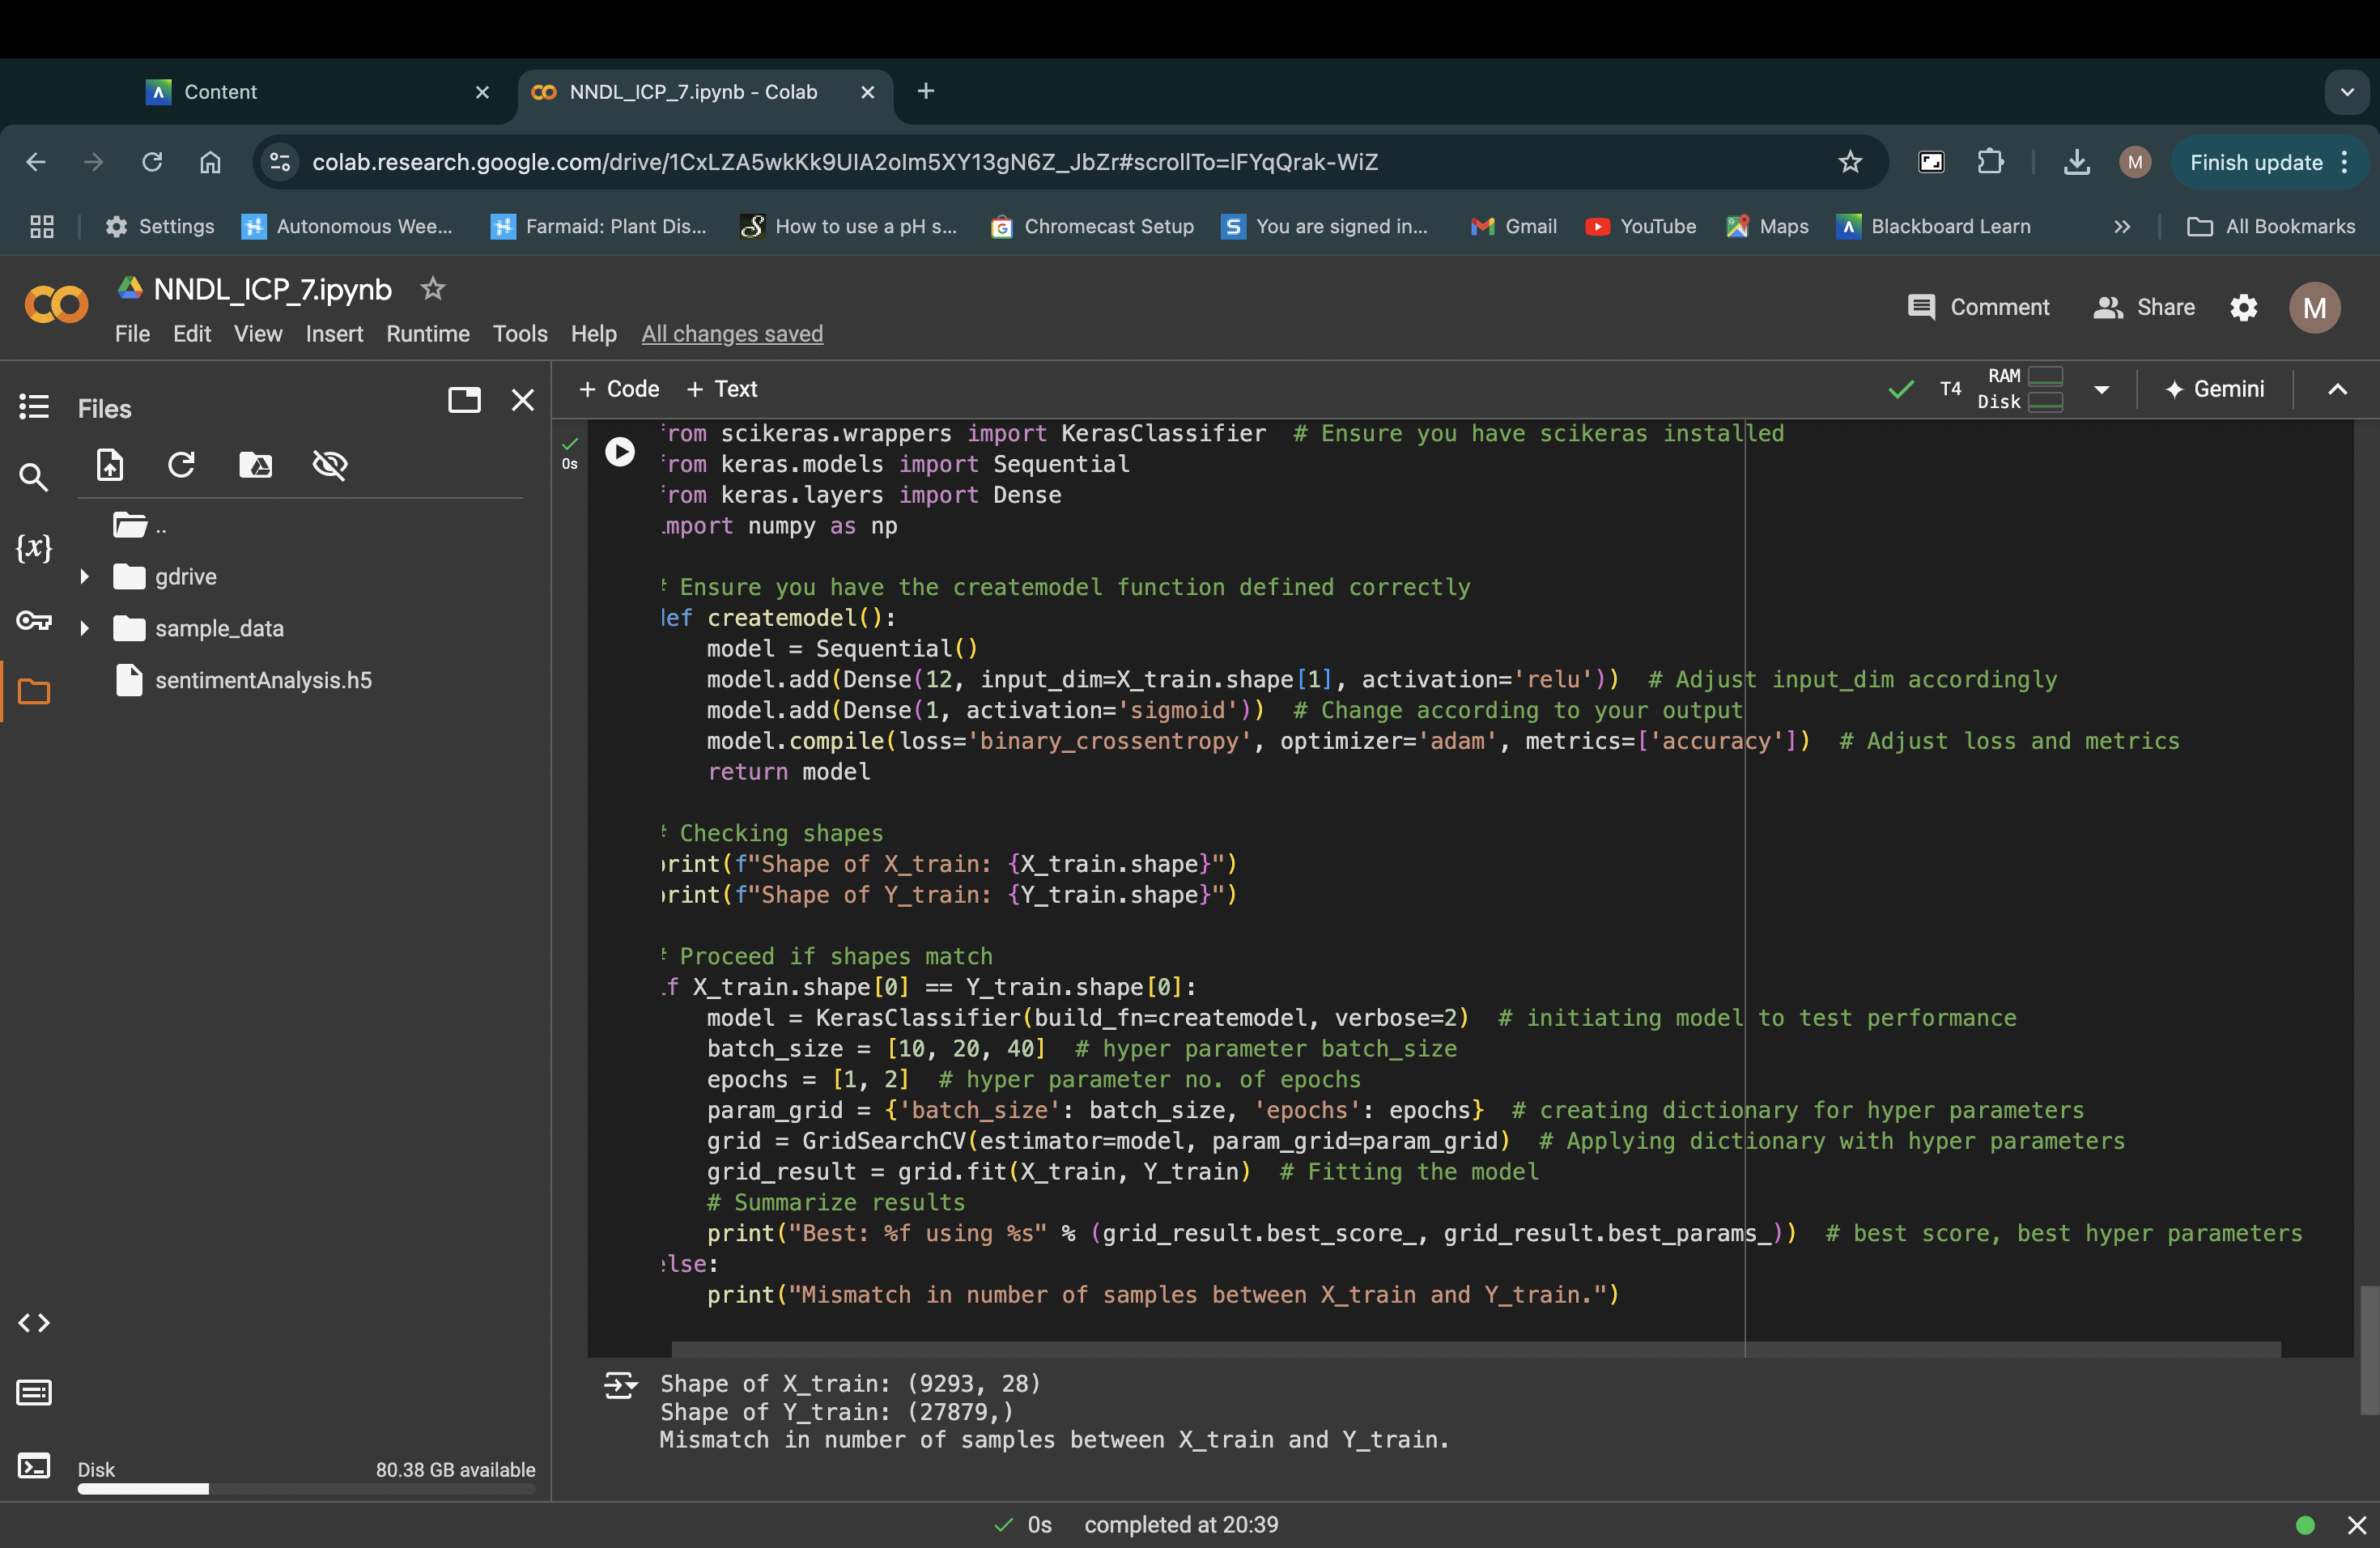 Content
NNDL_ICP_7.ipynb - Colab
colab.research.google.com/drive/1CxLZA5wkKk9UIA2oIm5XY13gN6Z_JbZr#scrollTo=lFYqQrak-WiZ
M
Finish update
Settings
Autonomous Wee...
Farmaid: Plant Dis...
How to use a pH s...
Chromecast Setup
You are signed in...
Gmail
YouTube
Maps
Blackboard Learn
All Bookmarks
NNDL_ICP_7.ipynb
Comment
Share
M
File Edit View Insert Runtime Tools Help All changes saved
Files
+ Code + Text
T4
RAM
Disk
Gemini
..
gdrive
sample_data
sentimentAnalysis.h5
Disk
80.38 GB available
0s
rom scikeras.wrappers import KerasClassifier # Ensure you have scikeras installed
rom keras.models import Sequential
rom keras.layers import Dense
mport numpy as np
# Ensure you have the createmodel function defined correctly
ef createmodel():
model = Sequential()
model.add(Dense(12, input_dim=X_train.shape[1], activation='relu')) # Adjust input_dim accordingly
model.add(Dense(1, activation='sigmoid')) # Change according to your output
model.compile(loss='binary_crossentropy', optimizer='adam', metrics=['accuracy']) # Adjust loss and metrics
return model
# Checking shapes
rint(f"Shape of X_train: {X_train.shape}")
rint(f"Shape of Y_train: {Y_train.shape}")
# Proceed if shapes match
f X_train.shape[0] == Y_train.shape[0]:
model = KerasClassifier(build_fn=createmodel, verbose=2) # initiating model to test performance
batch_size = [10, 20, 40] # hyper parameter batch_size
epochs = [1, 2] # hyper parameter no. of epochs
param_grid = {'batch_size': batch_size, 'epochs': epochs} # creating dictionary for hyper parameters
grid = GridSearchCV(estimator=model, param_grid=param_grid) # Applying dictionary with hyper parameters
grid_result = grid.fit(X_train, Y_train) # Fitting the model
# Summarize results
print("Best: %f using %s" % (grid_result.best_score_, grid_result.best_params_)) # best score, best hyper parameters
lse:
print("Mismatch in number of samples between X_train and Y_train.")
Shape of X_train: (9293, 28)
Shape of Y_train: (27879,)
Mismatch in number of samples between X_train and Y_train.
0s completed at 20:39